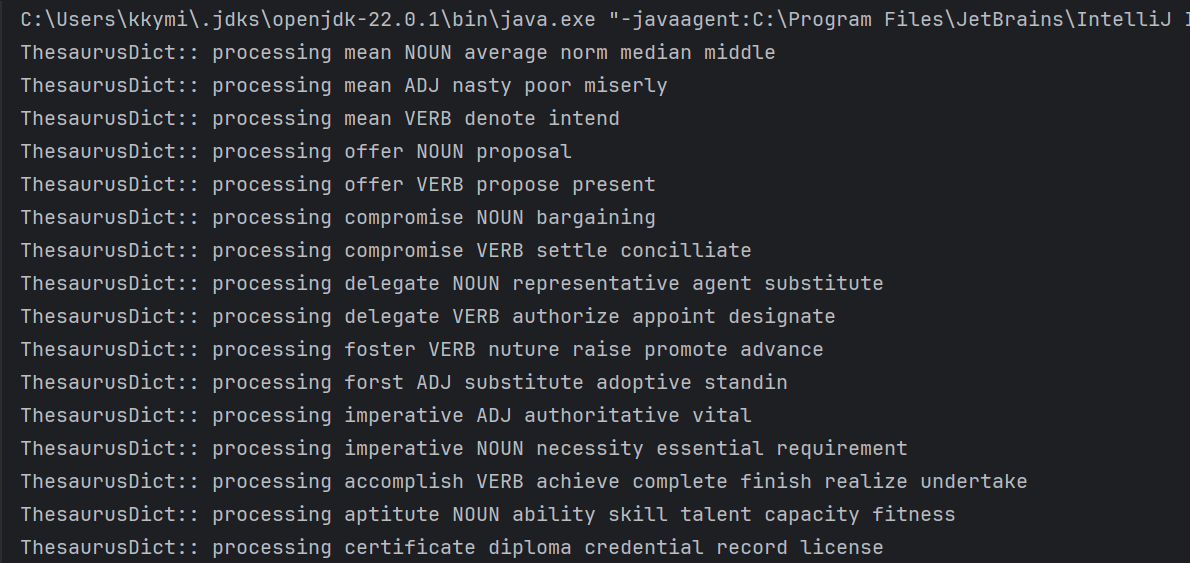 C:\Users\kkymi\.jdks\openjdk-22.0.1\bin\java.exe "-javaagent:C:\Program Files\JetBrains\IntelliJ
ThesaurusDict:: processing mean NOUN average norm median middle
ThesaurusDict:: processing mean ADJ nasty poor miserly
ThesaurusDict:: processing mean VERB denote intend
ThesaurusDict:: processing offer NOUN proposal
ThesaurusDict:: processing offer VERB propose present
ThesaurusDict:: processing compromise NOUN bargaining
ThesaurusDict:: processing compromise VERB settle concilliate
ThesaurusDict:: processing delegate NOUN representative agent substitute
ThesaurusDict:: processing delegate VERB authorize appoint designate
ThesaurusDict:: processing foster VERB nuture raise promote advance
ThesaurusDict:: processing forst ADJ substitute adoptive standin
ThesaurusDict:: processing imperative ADJ authoritative vital
ThesaurusDict:: processing imperative NOUN necessity essential requirement
ThesaurusDict:: processing accomplish VERB achieve complete finish realize undertake
ThesaurusDict:: processing aptitute NOUN ability skill talent capacity fitness
ThesaurusDict:: processing certificate diploma credential record license